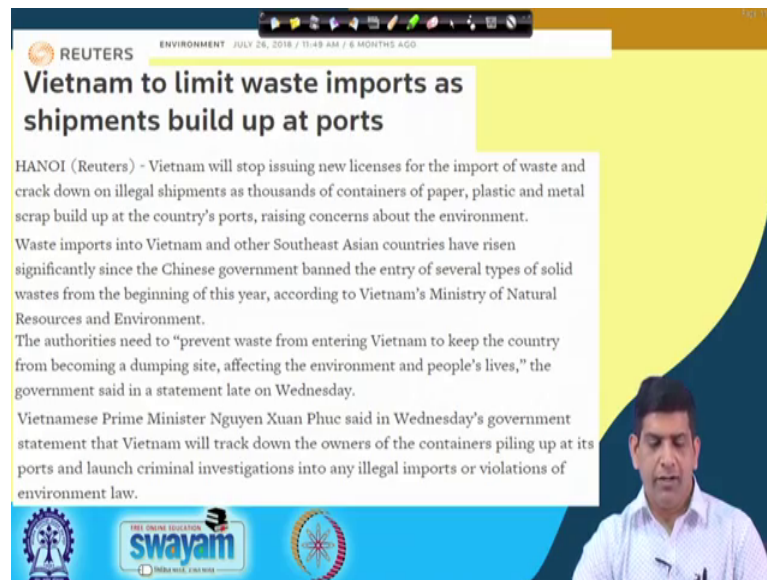 REUTERS
ENVIRONMENT JULY 26, 2018 / 11:49 AM / 6 MONTHS AGO
Vietnam to limit waste imports as
shipments build up at ports
HANOI (Reuters) - Vietnam will stop issuing new licenses for the import of waste and
crack down on illegal shipments as thousands of containers of paper, plastic and metal
scrap build up at the country's ports, raising concerns about the environment.
Waste imports into Vietnam and other Southeast Asian countries have risen
significantly since the Chinese government banned the entry of several types of solid
wastes from the beginning of this year, according to Vietnam's Ministry of Natural
Resources and Environment.
The authorities need to “prevent waste from entering Vietnam to keep the country
from becoming a dumping site, affecting the environment and people's lives,” the
government said in a statement late on Wednesday.
Vietnamese Prime Minister Nguyen Xuan Phuc said in Wednesday's government
statement that Vietnam will track down the owners of the containers piling up at its
ports and launch criminal investigations into any illegal imports or violations of
environment law.
FREE ONLINE EDUCATION
swayam